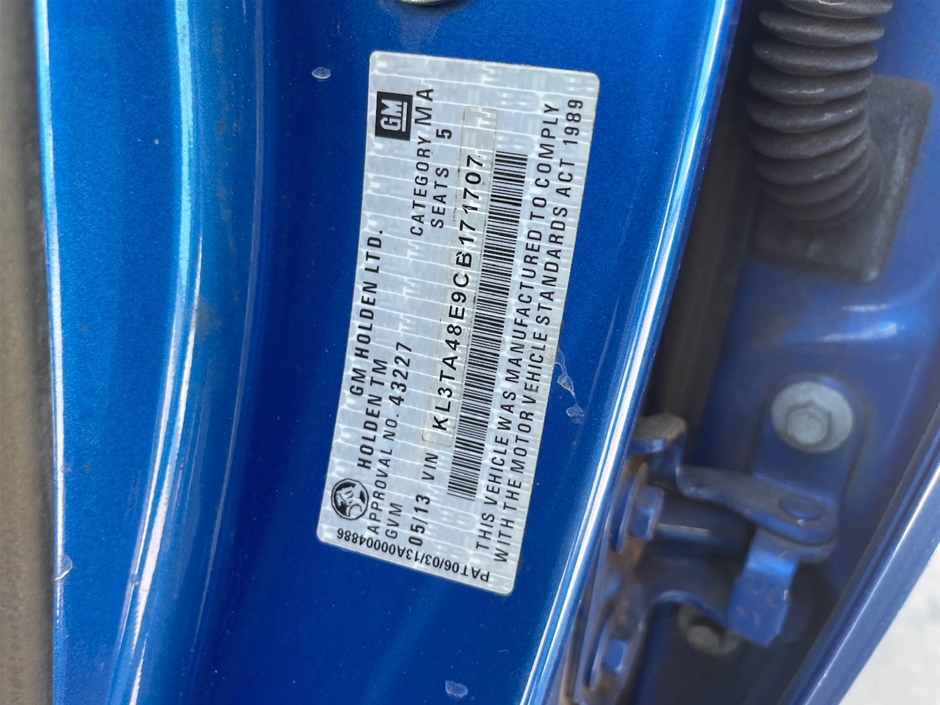 GM
GM HOLDEN LTD.
HOLDEN TM
CATEGORY MA
APPROVAL NO. 43227
SEATS 5
GVM
05/13 VIN KL3TA48E9CB171707
THIS VEHICLE WAS MANUFACTURED TO COMPLY
WITH THE MOTOR VEHICLE STANDARDS ACT 1989
PAT06/03/13A00004886